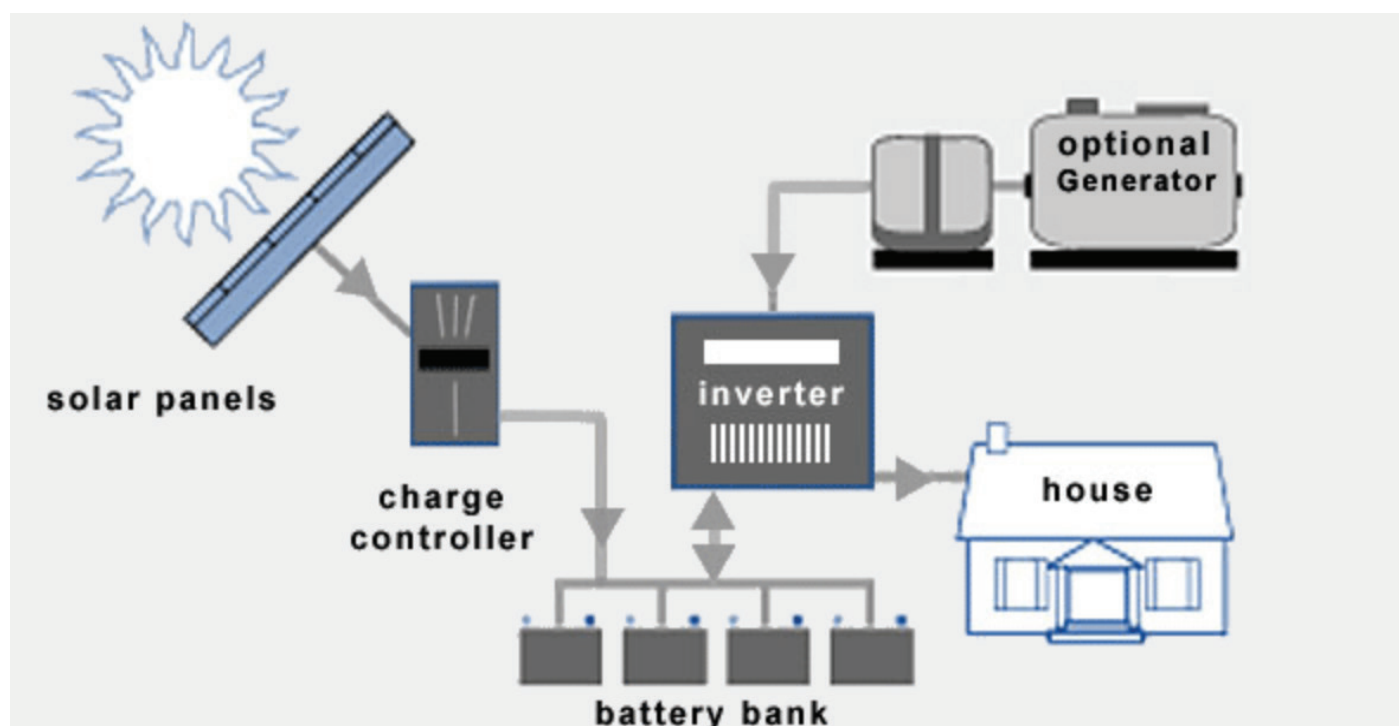 optional
Generator
solar panels
inverter
charge
controller
house
battery bank